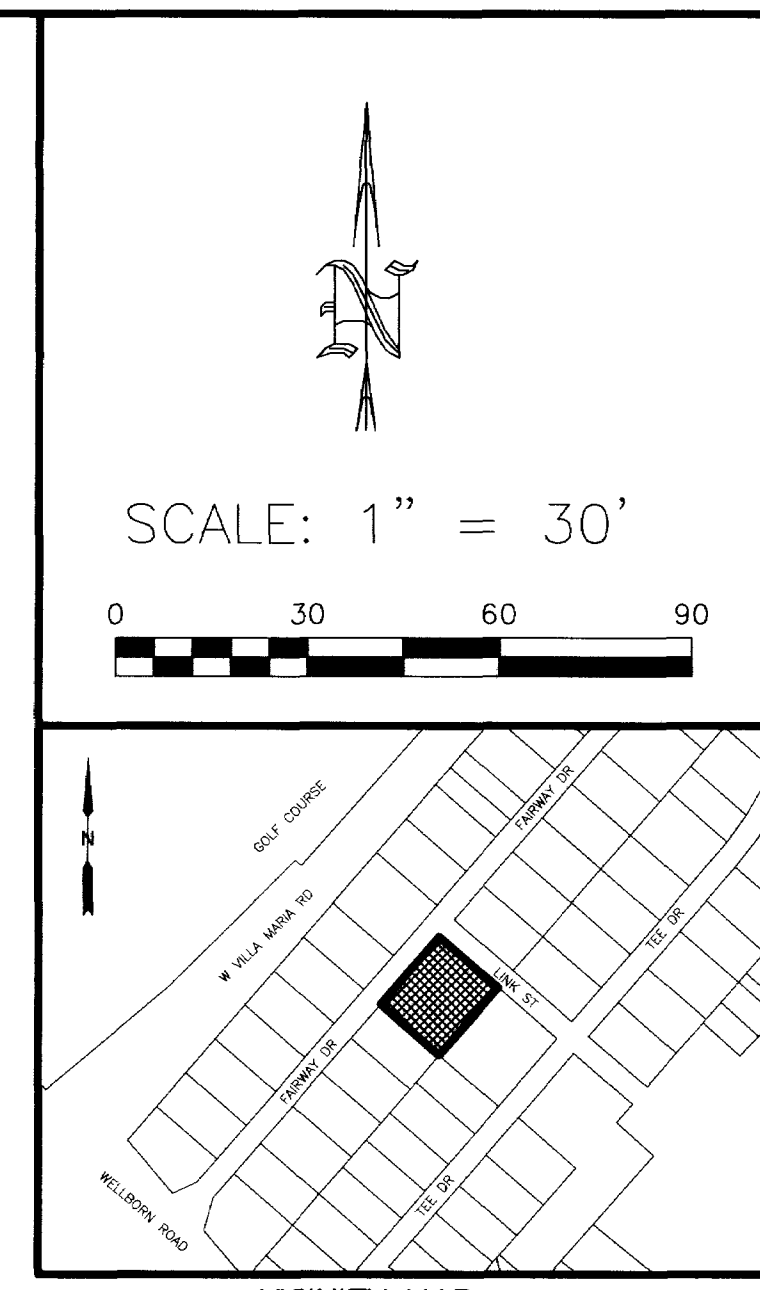 N
SCALE: 1" = 30'
0 30 60 90
N
GOLF COURSE
FAIRWAY DR
W VILLA MARIA RD
TEE DR
LINK ST
FAIRWAY DR
WELLBORN ROAD
TEE DR